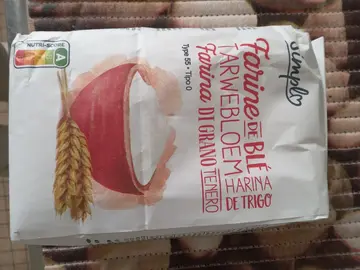 Simpl
Farine DE BLÉ
TARWEBLOEM
Farina DI GRANO TENERO
HARINA
DE TRIGO
Type 55 • Tipo 0
NUTRI-SCORE
A